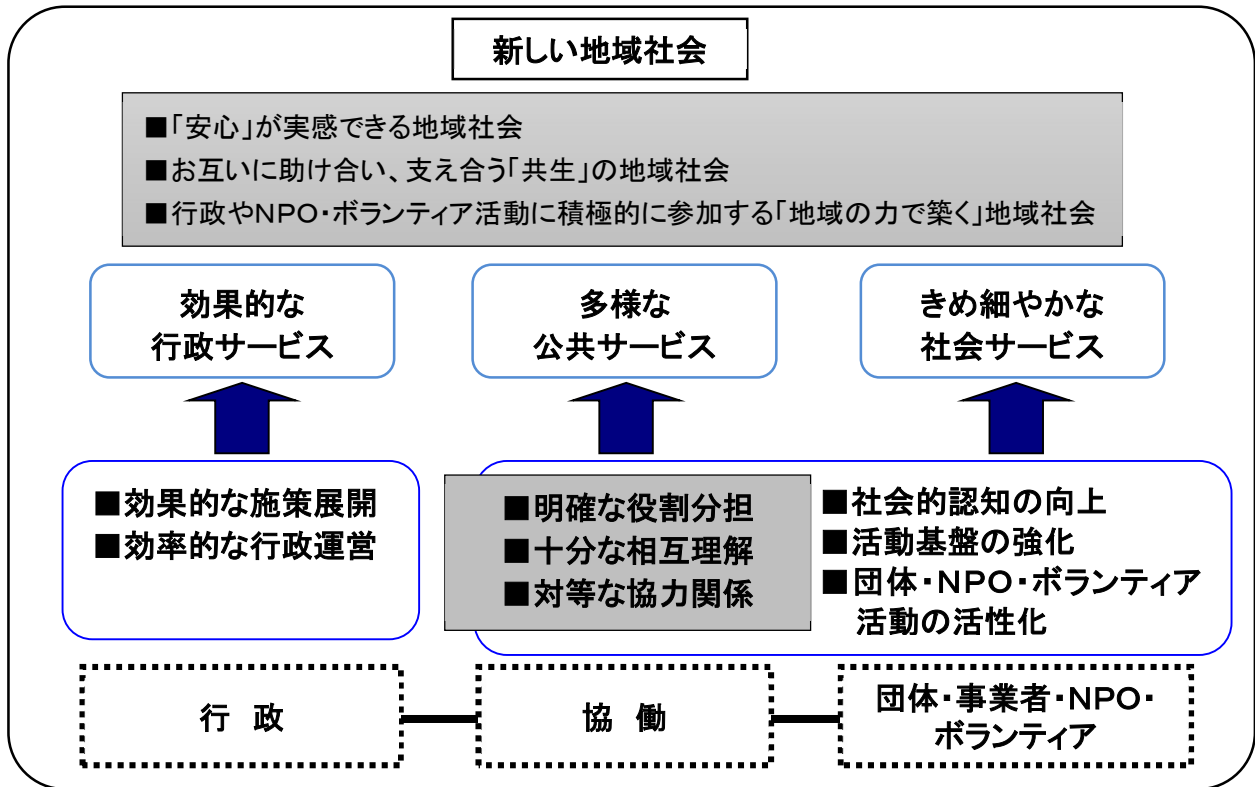 新しい地域社会
■「安心」が実感できる地域社会
■お互いに助け合い、支え合う「共生」の地域社会
■行政やNPO・ボランティア活動に積極的に参加する「地域の力で築く」地域社会
効果的な
行政サービス
多様な
公共サービス
きめ細やかな
社会サービス
■効果的な施策展開
■効率的な行政運営
■明確な役割分担
■十分な相互理解
■対等な協力関係
■社会的認知の向上
■活動基盤の強化
■団体・NPO・ボランティア
活動の活性化
行 政
協 働
団体・事業者・NPO・
ボランティア